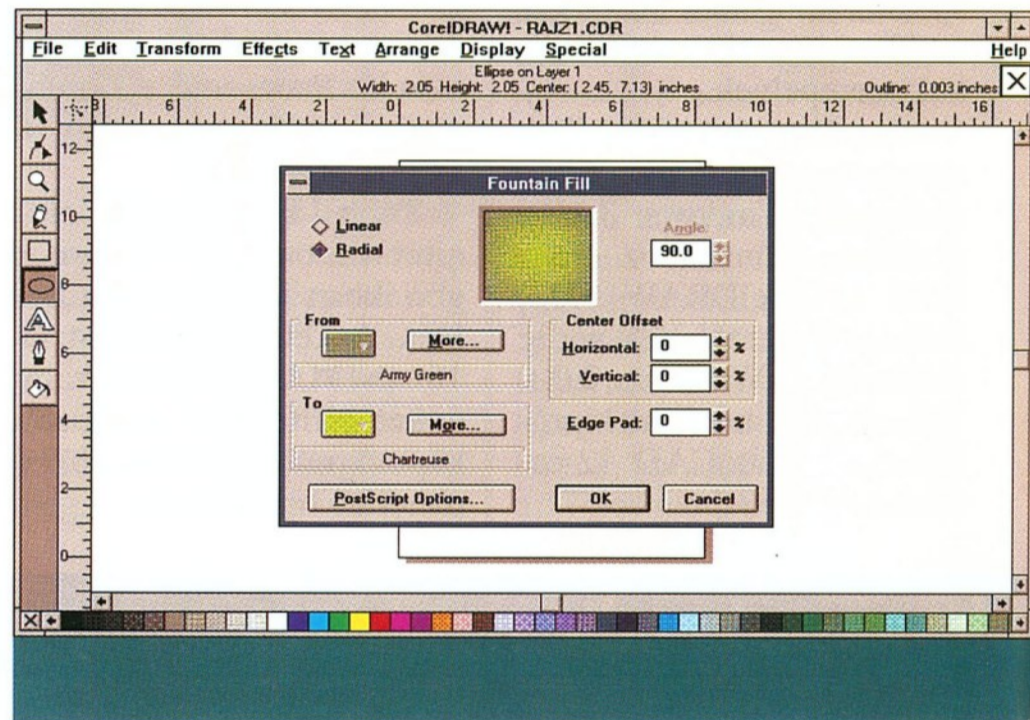 CorelDRAW! - RAJZ1.CDR
File Edit Transform Effects Text Arrange Display Special Help
Ellipse on Layer 1
Width: 2.05 Height: 2.05 Center: (2.45, 7.13) inches Outline: 0.003 inches
8 6 4 2 0 2 4 6 8 10 12 14 16
12
10
8
6
4
2
0
Fountain Fill
Linear
Radial
Angle:
90.0
From
More...
Army Green
To
More...
Chartreuse
Center Offset
Horizontal: 0 %
Vertical: 0 %
Edge Pad: 0 %
PostScript Options... OK Cancel